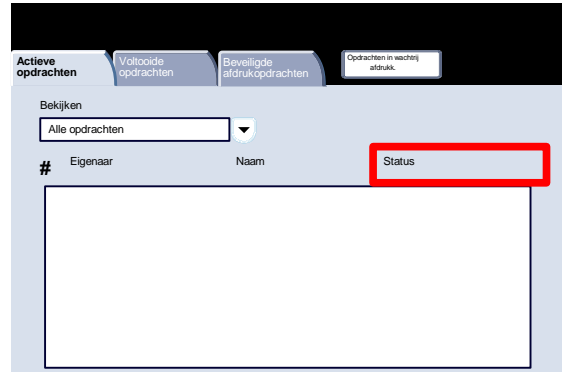 Actieve
opdrachten
Voltooide
opdrachten
Beveiligde
afdrukopdrachten
Opdrachten in wachtrij
afdrukk.
Bekijken
Alle opdrachten
# Eigenaar Naam Status